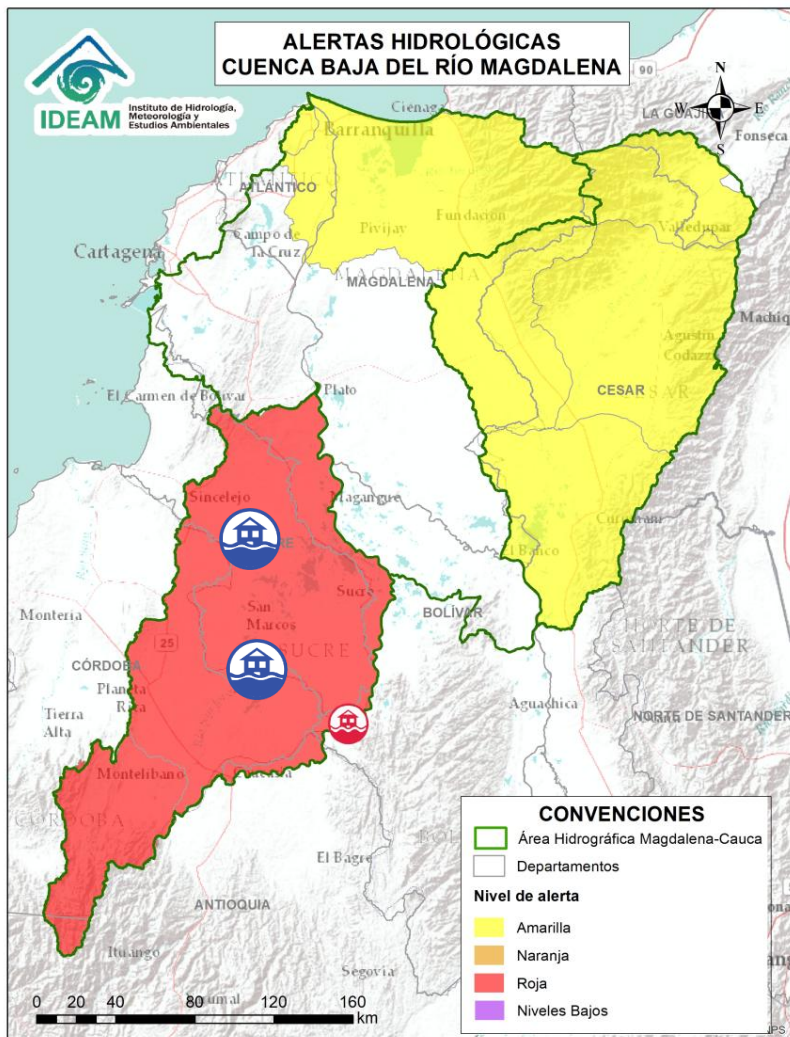 ALERTAS HIDROLÓGICAS
CUENCA BAJA DEL RÍO MAGDALENA
IDEAM
Instituto de Hidrología,
Meteorología y
Estudios Ambientales
N
W
E
S
90
Ciénaga
LA GUAJIRA
Fonseca
Barranquilla
ATLÁNTICO
Pivijay
Fundación
Valledupar
Campo de
la Cruz
Cartagena
MAGDALENA
MAGDALENA
Agustín
Codazzi
CESAR
El Carmen de Bolívar
Plato
Sincelejo
Magangué
El Banco
Sucre
San
Marcos
SUCRE
BOLÍVAR
Montería
25
CÓRDOBA
Planeta
Rica
Tierra
Alta
NORTE DE
SANTANDER
NORTE DE SANTANDER
Aguachica
Montelíbano
CÓRDOBA
El Bagre
ANTIOQUIA
Ituango
Segovia
CONVENCIONES
Área Hidrográfica Magdalena-Cauca
Departamentos
Nivel de alerta
Amarilla
Naranja
Roja
Niveles Bajos
0 20 40 80 120 160
km